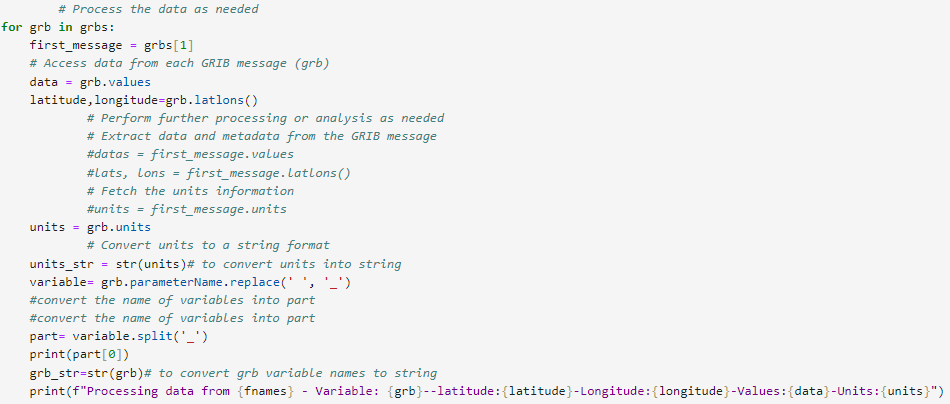 # Process the data as needed
for grb in grbs:
    first_message = grbs[1]
    # Access data from each GRIB message (grb)
    data = grb.values
    latitude,longitude=grb.latlons()
            # Perform further processing or analysis as needed
            # Extract data and metadata from the GRIB message
            #datas = first_message.values
            #lats, lons = first_message.latlons()
            # Fetch the units information
            #units = first_message.units
    units = grb.units
            # Convert units to a string format
    units_str = str(units)# to convert units into string
    variable= grb.parameterName.replace(' ', '_')
    #convert the name of variables into part
    #convert the name of variables into part
    part= variable.split('_')
    print(part[0])
    grb_str=str(grb)# to convert grb variable names to string
    print(f"Processing data from {fnames} - Variable: {grb}--latitude:{latitude}-Longitude:{longitude}-Values:{data}-Units:{units}")